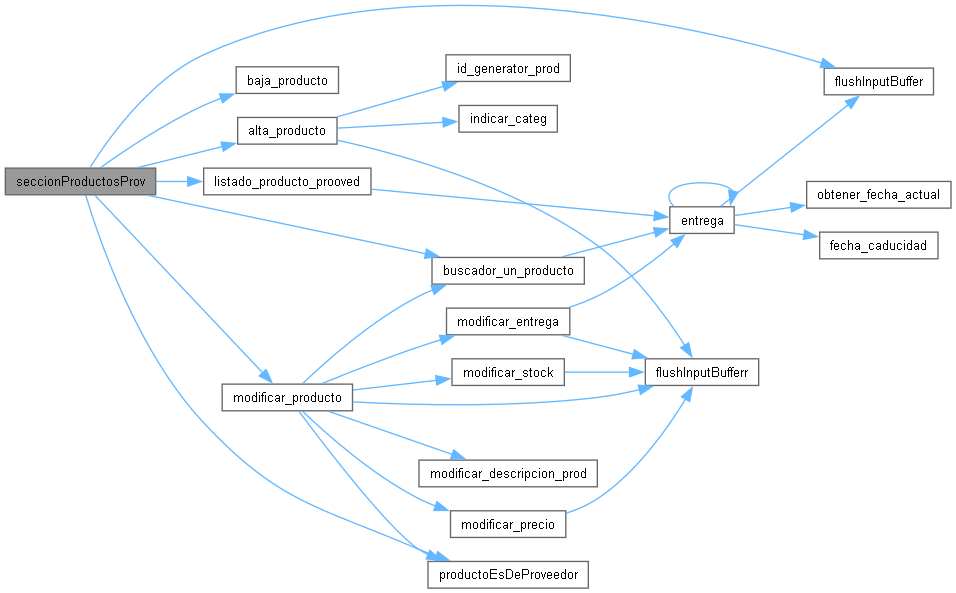 seccionProductosProv
baja_producto
alta_producto
listado_producto_prooved
modificar_producto
id_generator_prod
indicar_categ
buscador_un_producto
modificar_entrega
modificar_stock
modificar_descripcion_prod
modificar_precio
productoEsDeProveedor
entrega
flushInputBufferr
flushInputBuffer
obtener_fecha_actual
fecha_caducidad